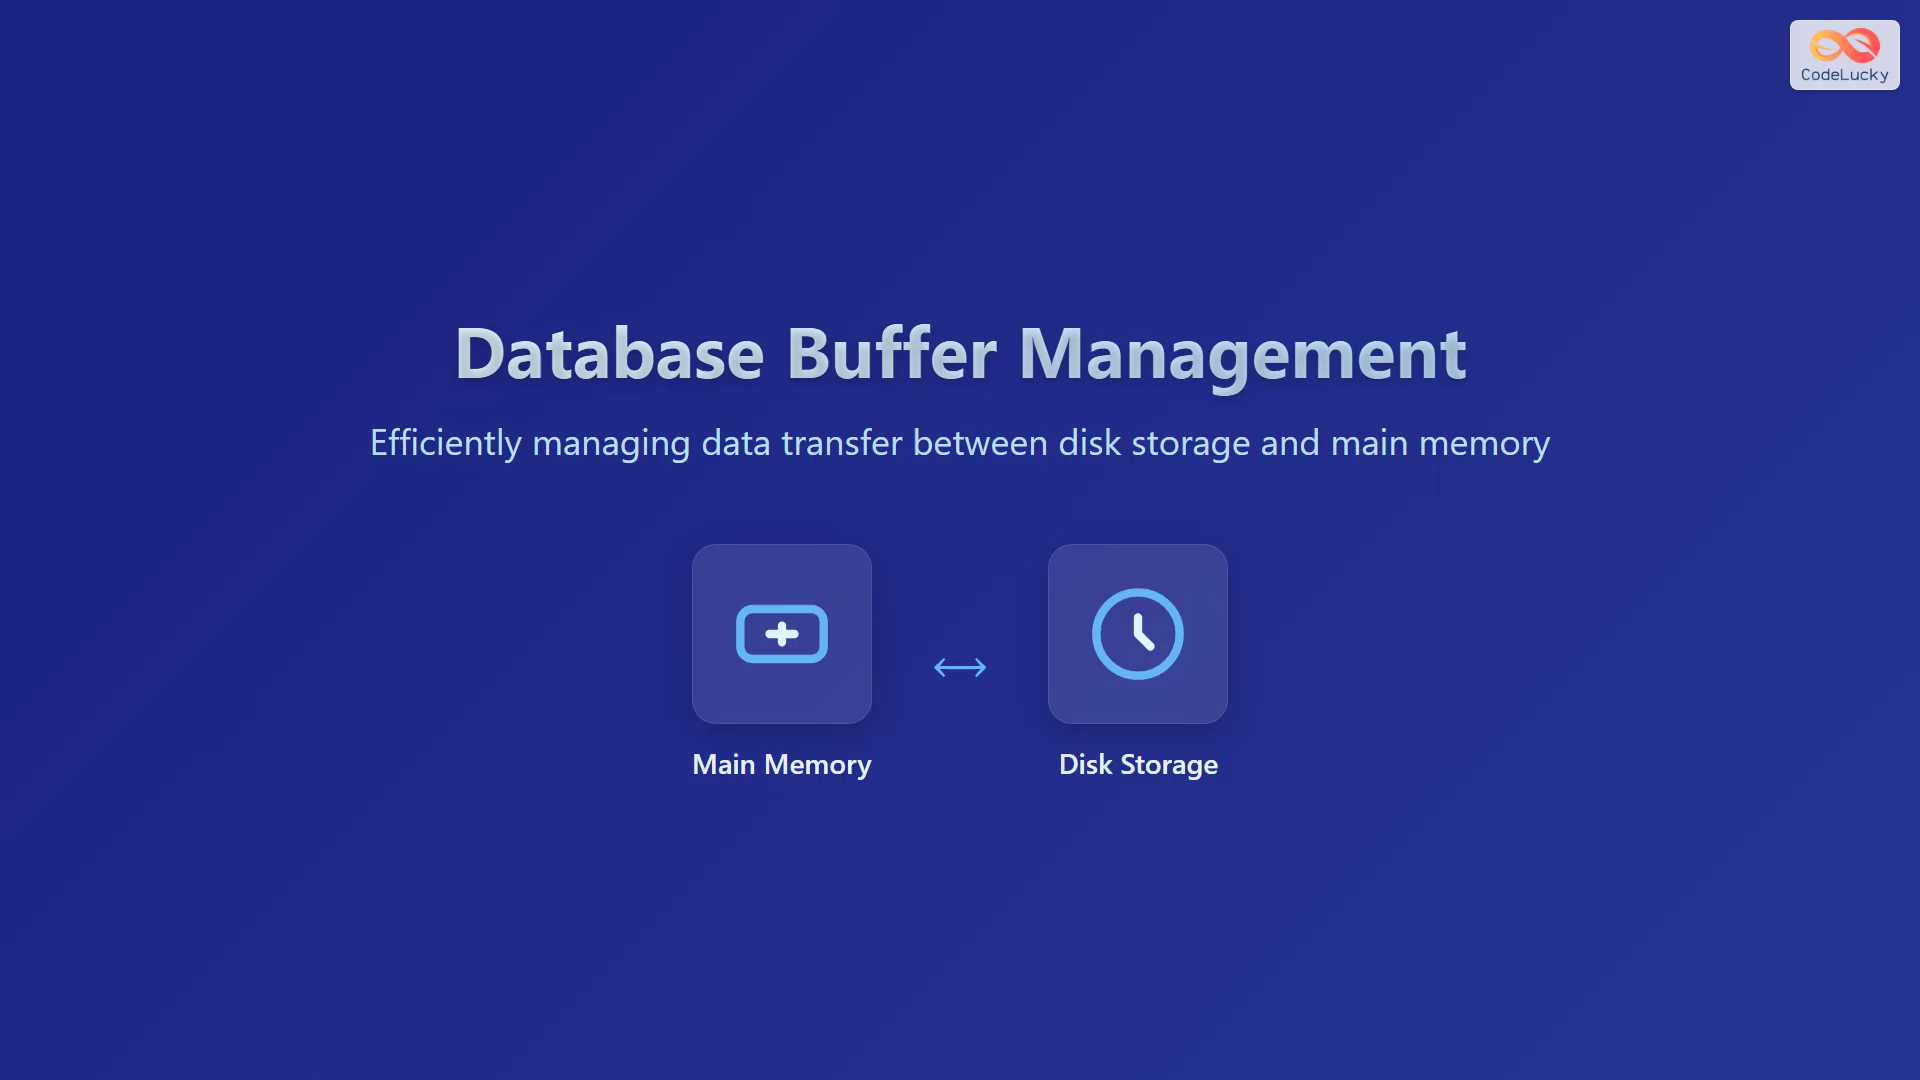 CodeLucky
Database Buffer Management
Efficiently managing data transfer between disk storage and main memory
Main Memory
Disk Storage